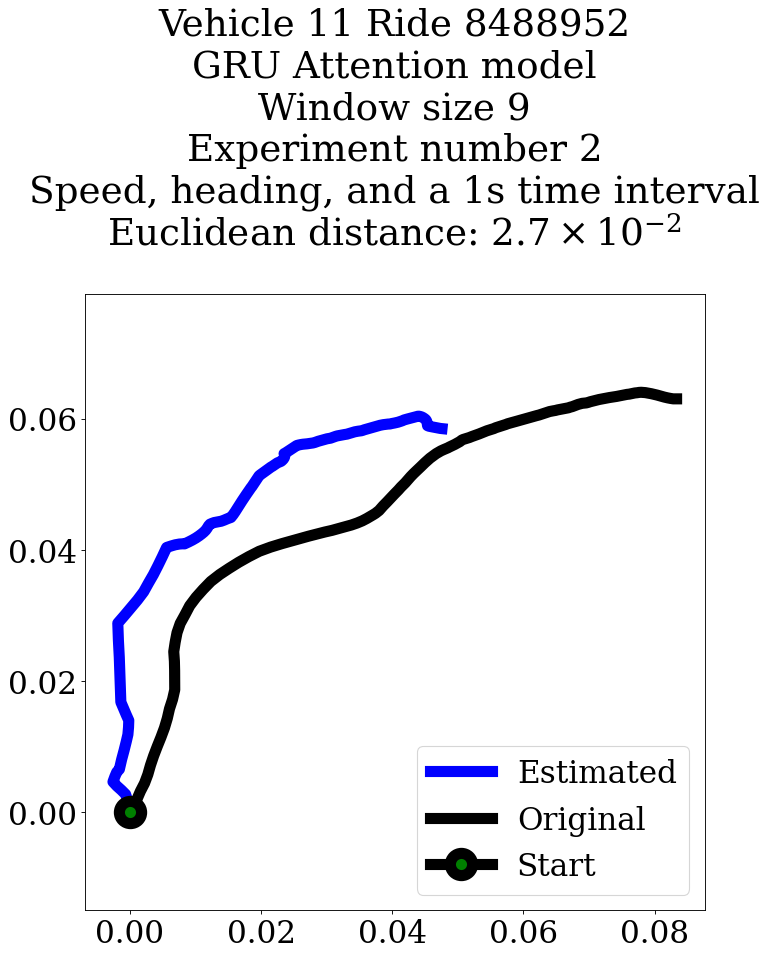 Vehicle 11 Ride 8488952
GRU Attention model
Window size 9
Experiment number 2
Speed, heading, and a 1s time interval
Euclidean distance: 2.7 × 10⁻²
0.06
0.04
0.02
0.00
Estimated
Original
Start
0.00 0.02 0.04 0.06 0.08